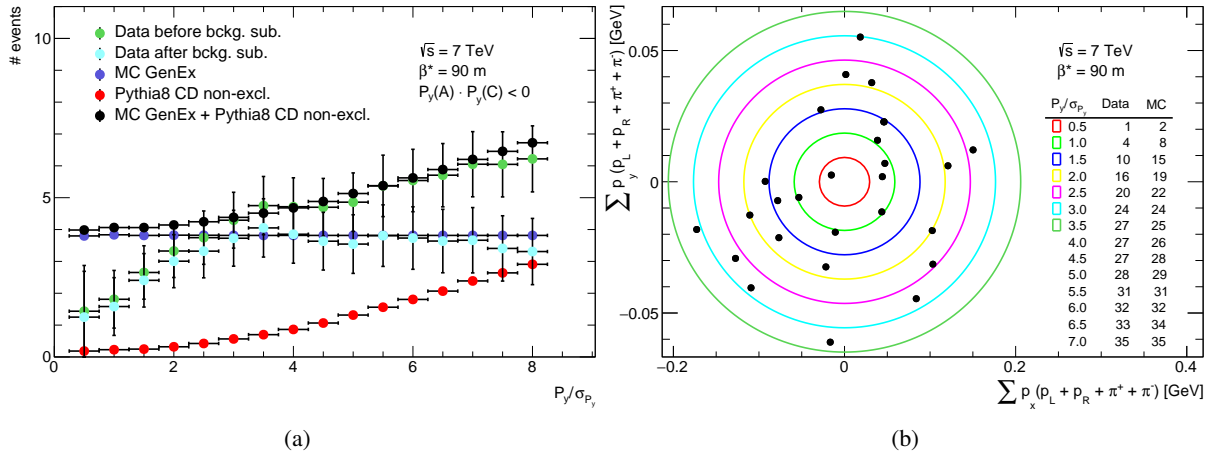 # events
10
5
0
0
2
4
6
8
P_y/σ_{P_y}
Data before bckg. sub.
Data after bckg. sub.
MC GenEx
Pythia8 CD non-excl.
MC GenEx + Pythia8 CD non-excl.
√s = 7 TeV
β* = 90 m
P_y(A) · P_y(C) < 0
(a)
∑ p_y(p_L + p_R + π⁺ + π⁻) [GeV]
0.05
0
−0.05
−0.4
−0.2
0
0.2
0.4
∑ p_x(p_L + p_R + π⁺ + π⁻) [GeV]
√s = 7 TeV
β* = 90 m
P_y/σ_{P_y} Data MC
0.5 1 2
1.0 4 8
1.5 10 15
2.0 16 19
2.5 20 22
3.0 24 24
3.5 27 25
4.0 27 26
4.5 27 28
5.0 28 29
5.5 31 31
6.0 32 32
6.5 33 34
7.0 35 35
(b)